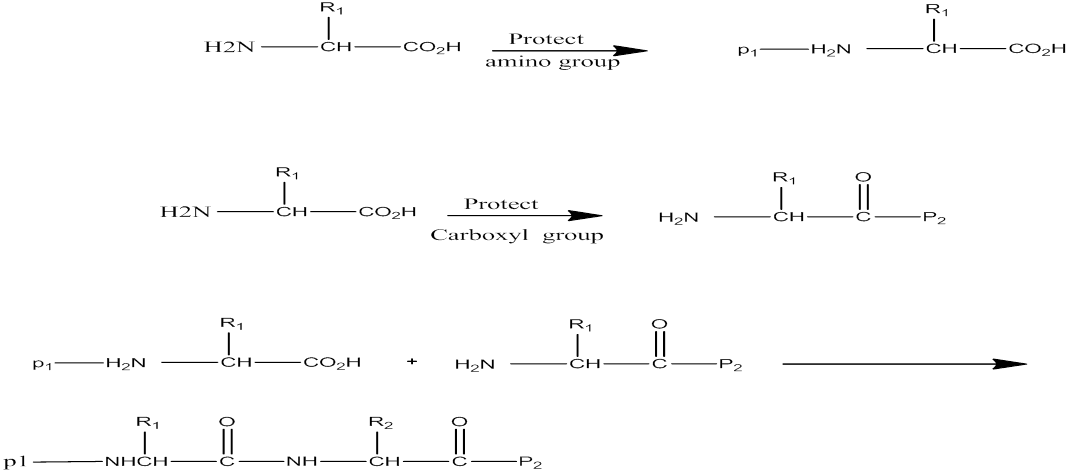 R₁
H2N CH CO₂H Protect amino group p₁ H₂N CH CO₂H
R₁
R₁ R₁ O
H2N CH CO₂H Protect Carboxyl group H₂N CH C P₂
R₁ R₁ O
p₁ H₂N CH CO₂H + H₂N CH C P₂
R₁ O R₂ O
p1 NHCH C NH CH C P₂